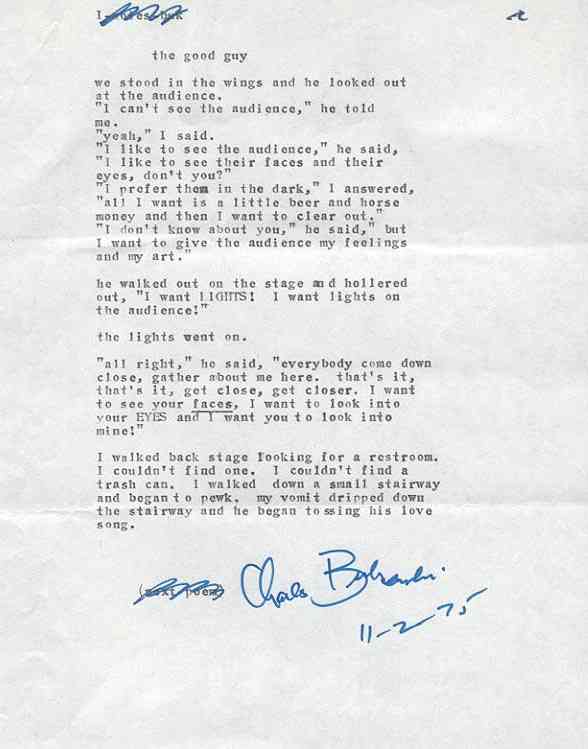 the good guy
we stood in the wings and he looked out
at the audience.
"I can't see the audience," he told
me.
"yeah," I said.
"I like to see the audience," he said,
"I like to see their faces and their
eyes, don't you?"
"I prefer them in the dark," I answered,
"all I want is a little beer and horse
money and then I want to clear out."
"I don't know about you," he said," but
I want to give the audience my feelings
and my art."
he walked out on the stage and hollered
out, "I want LIGHTS! I want lights on
the audience!"
the lights went on.
"all right," he said, "everybody come down
close, gather about me here. that's it,
that's it, get close, get closer. I want
to see your faces, I want to look into
your EYES and I want you to look into
mine!"
I walked back stage looking for a restroom.
I couldn't find one. I couldn't find a
trash can. I walked down a small stairway
and began to pewk. my vomit dripped down
the stairway and he began tossing his love
song.
(next poem)
Charles Bukowski.
11-2-75